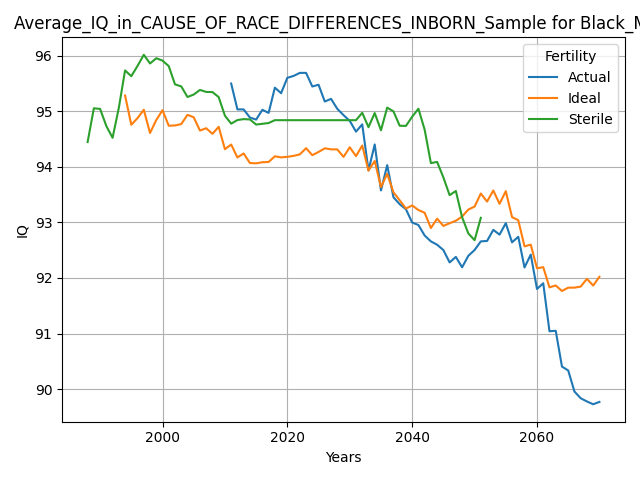 Average_IQ_in_CAUSE_OF_RACE_DIFFERENCES_INBORN_Sample for Black_M
Fertility
Actual
Ideal
Sterile
96
95
94
93
92
91
90
IQ
2000
2020
2040
2060
Years